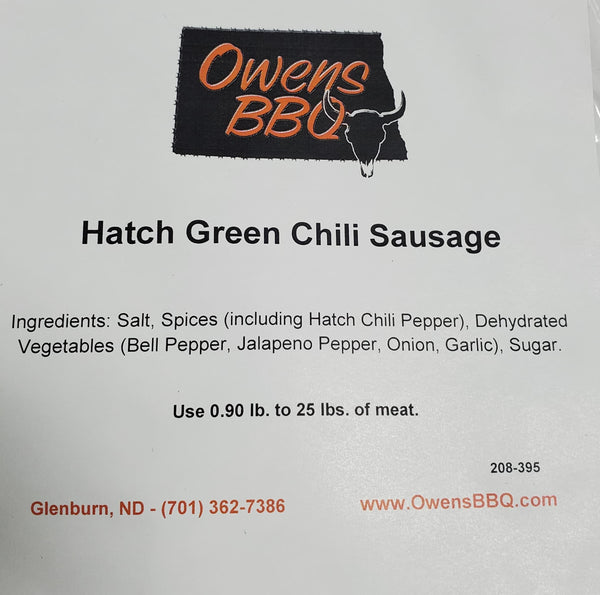 Owens
BBQ
Hatch Green Chili Sausage
Ingredients: Salt, Spices (including Hatch Chili Pepper), Dehydrated
Vegetables (Bell Pepper, Jalapeno Pepper, Onion, Garlic), Sugar.
Use 0.90 lb. to 25 lbs. of meat.
208-395
Glenburn, ND - (701) 362-7386
www.OwensBBQ.com